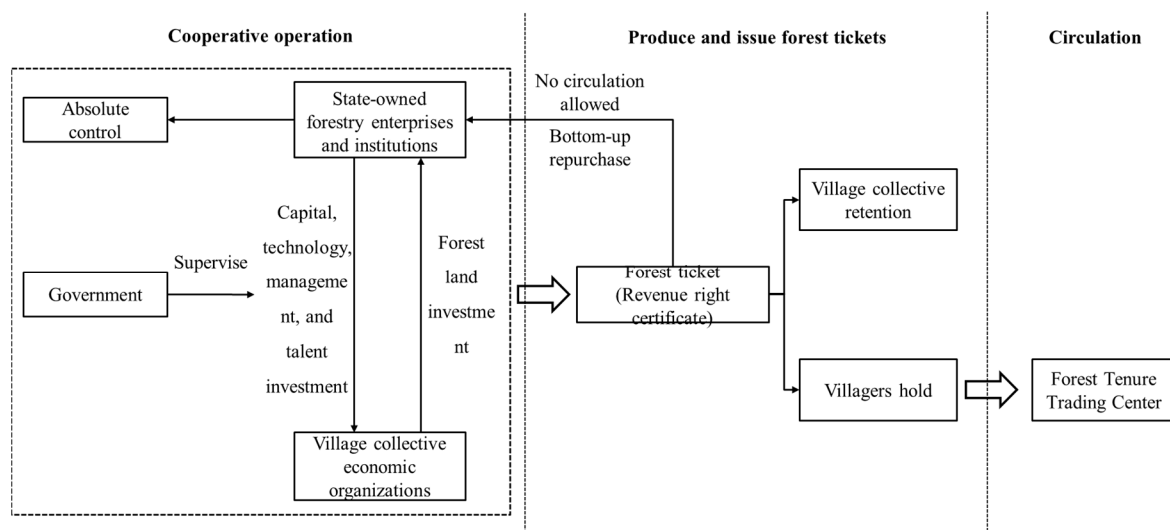 Cooperative operation
Produce and issue forest tickets
Circulation
Absolute
control
State-owned
forestry enterprises
and institutions
No circulation
allowed
Bottom-up
repurchase
Village collective
retention
Government
Supervise
Capital,
technology,
manageme
nt, and
talent
investment
Forest
land
investme
nt
Forest ticket
(Revenue right
certificate)
Villagers hold
Forest Tenure
Trading Center
Village collective
economic
organizations